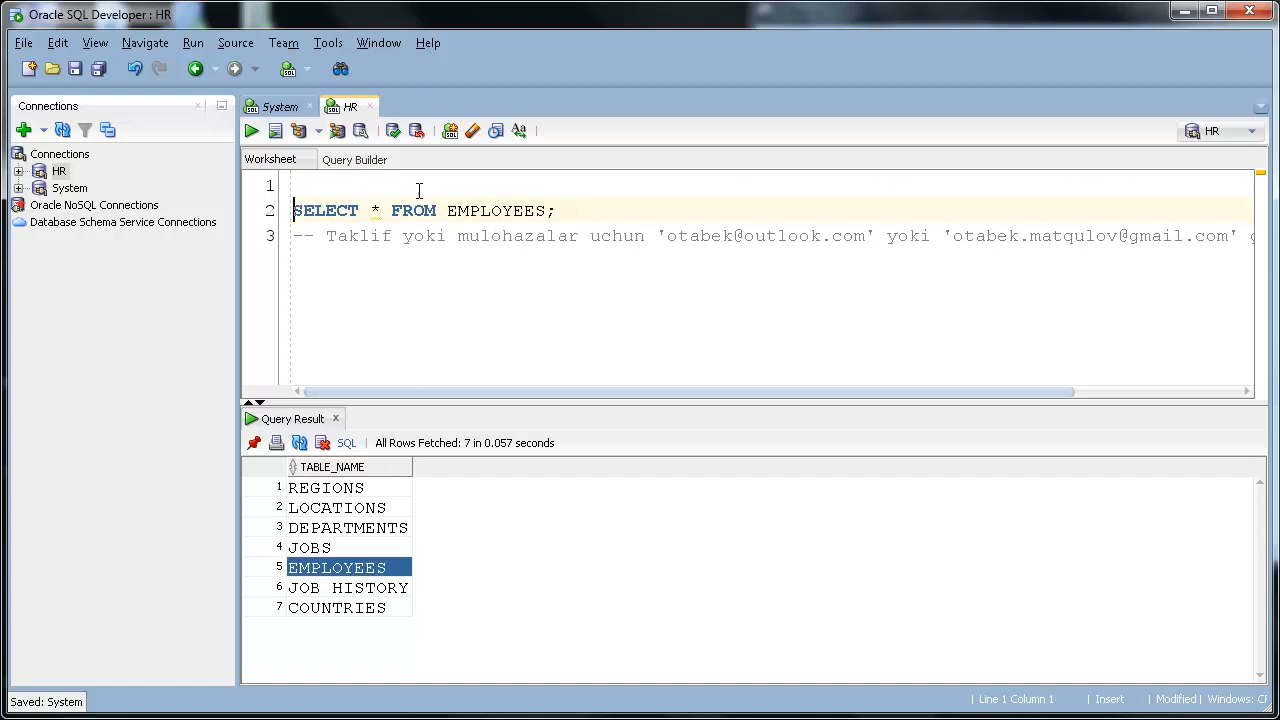 Oracle SQL Developer : HR
File Edit View Navigate Run Source Team Tools Window Help
Connections
System HR
HR
Worksheet Query Builder
Connections
HR
System
Oracle NoSQL Connections
Database Schema Service Connections
1
2 SELECT * FROM EMPLOYEES;
3 -- Taklif yoki mulohazalar uchun 'otabek@outlook.com' yoki 'otabek.matqulov@gmail.com'
Query Result
SQL | All Rows Fetched: 7 in 0.057 seconds
TABLE_NAME
1 REGIONS
2 LOCATIONS
3 DEPARTMENTS
4 JOBS
5 EMPLOYEES
6 JOB HISTORY
7 COUNTRIES
Saved: System
| Line 1 Column 1 | Insert | Modified | Windows: